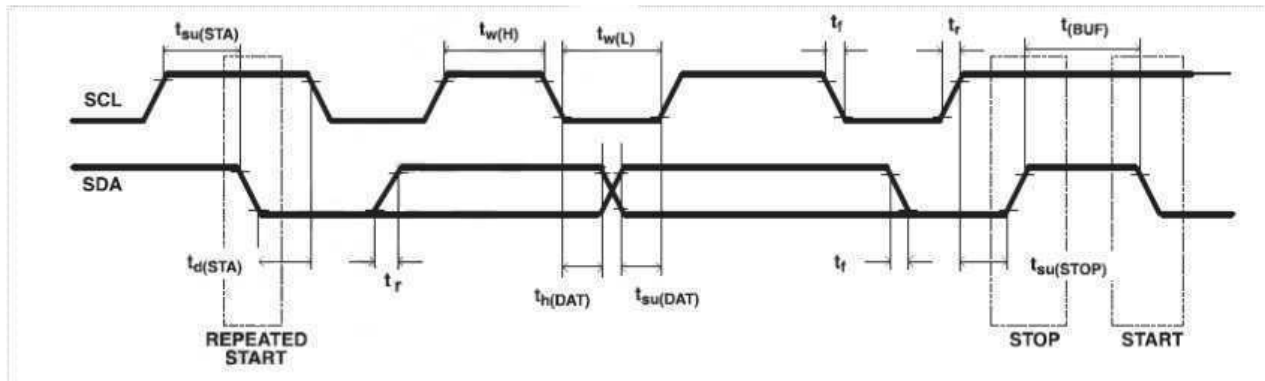 tsu(STA)
tw(H)
tw(L)
tf
tr
t(BUF)
SCL
SDA
td(STA)
tr
th(DAT)
tsu(DAT)
tf
tsu(STOP)
REPEATED
START
STOP
START